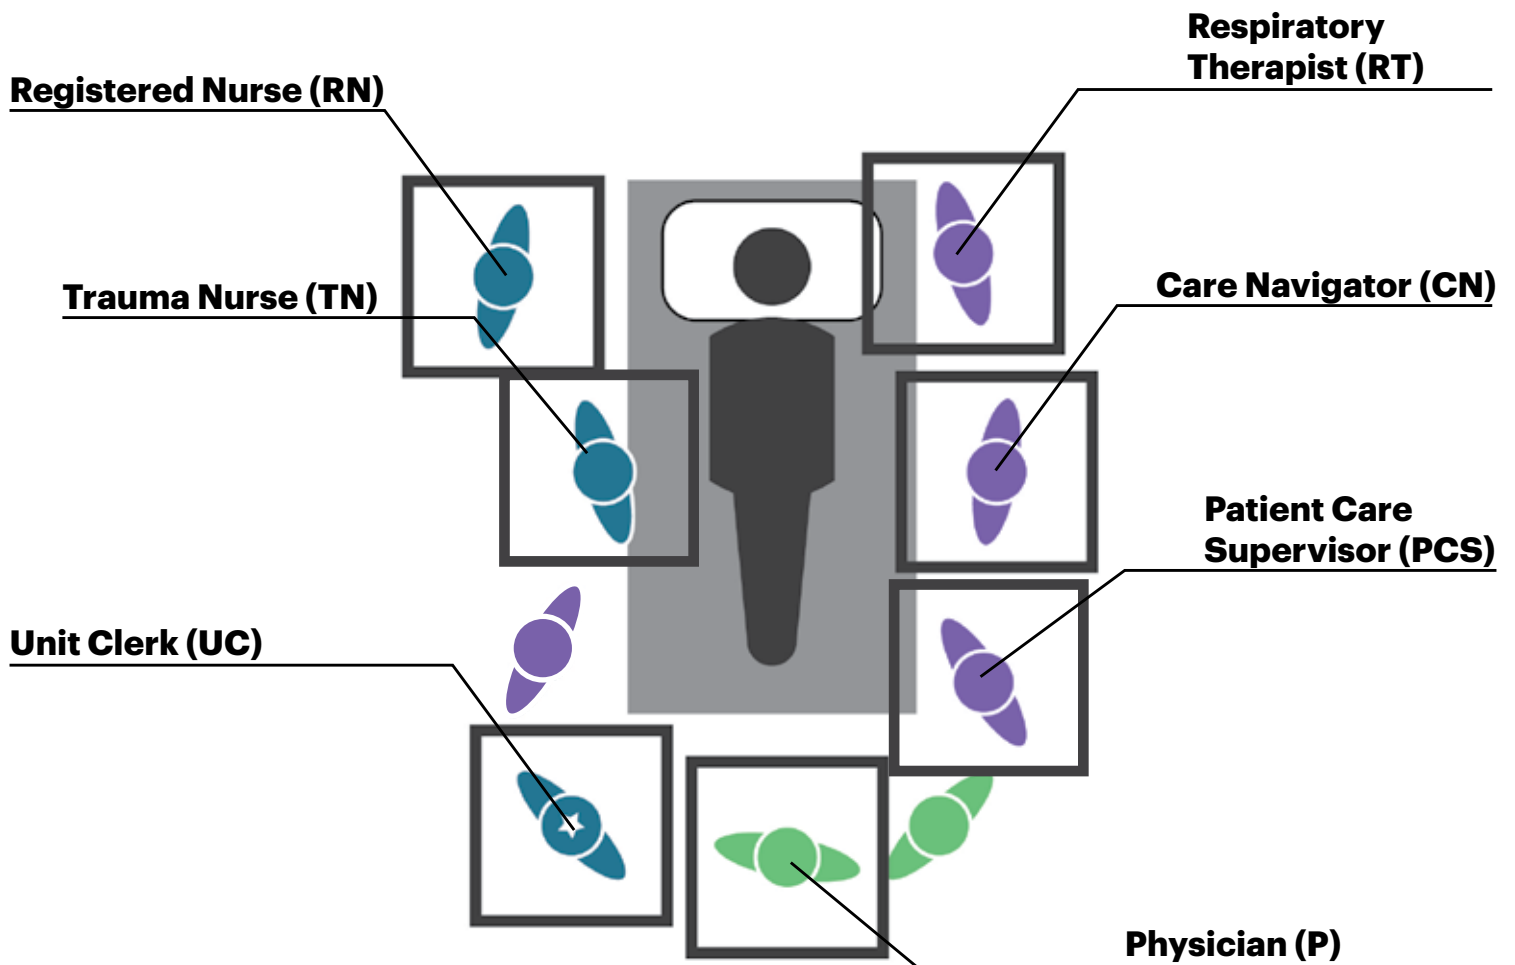 Respiratory
Therapist (RT)
Registered Nurse (RN)
Care Navigator (CN)
Trauma Nurse (TN)
Patient Care
Supervisor (PCS)
Unit Clerk (UC)
Physician (P)